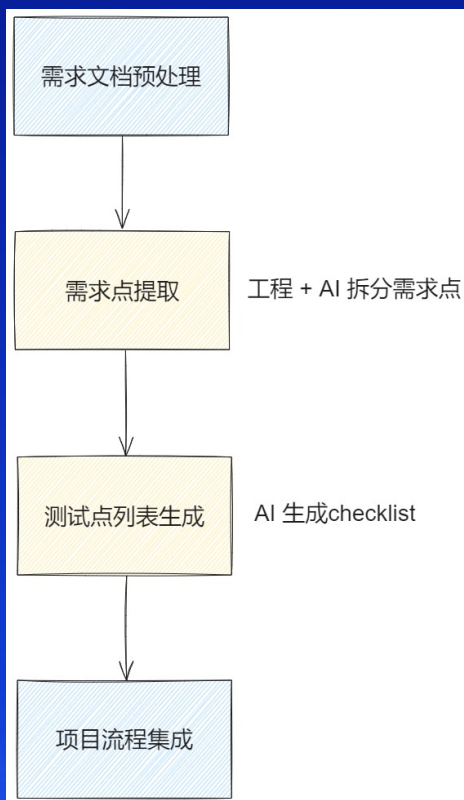 需求文档预处理
需求点提取
工程 + AI 拆分需求点
测试点列表生成
AI 生成checklist
项目流程集成